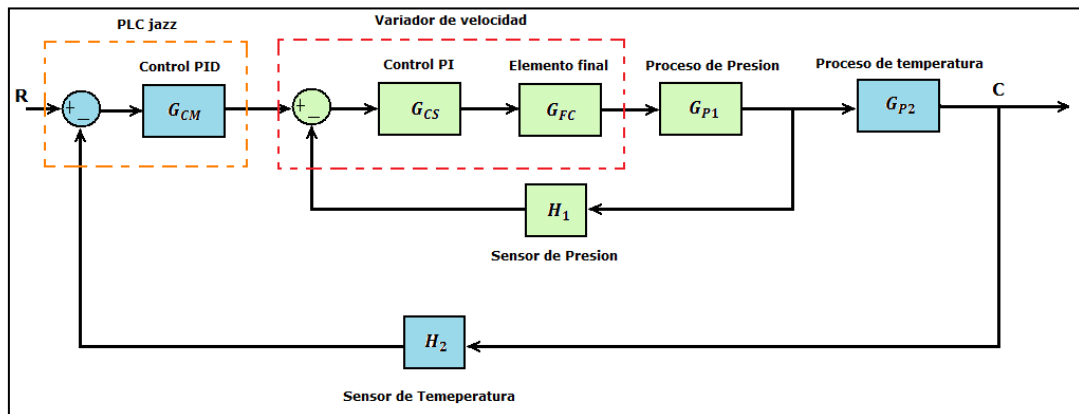 PLC jazz
Variador de velocidad
Control PID
Control PI
Elemento final
Proceso de Presion
Proceso de temperatura
R
+
−
G_CM
+
−
G_CS
G_FC
G_P1
G_P2
C
H_1
Sensor de Presion
H_2
Sensor de Temeperatura